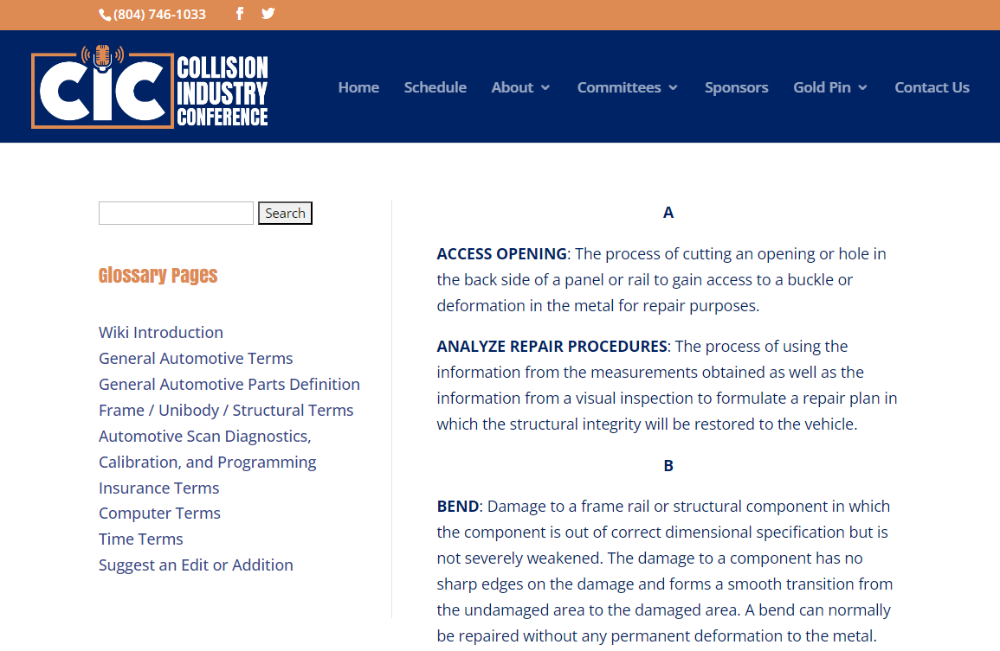 (804) 746-1033
CIC COLLISION
INDUSTRY
CONFERENCE
Home Schedule About Committees Sponsors Gold Pin Contact Us
Search
Glossary Pages
Wiki Introduction
General Automotive Terms
General Automotive Parts Definition
Frame / Unibody / Structural Terms
Automotive Scan Diagnostics,
Calibration, and Programming
Insurance Terms
Computer Terms
Time Terms
Suggest an Edit or Addition
A
ACCESS OPENING: The process of cutting an opening or hole in
the back side of a panel or rail to gain access to a buckle or
deformation in the metal for repair purposes.
ANALYZE REPAIR PROCEDURES: The process of using the
information from the measurements obtained as well as the
information from a visual inspection to formulate a repair plan in
which the structural integrity will be restored to the vehicle.
B
BEND: Damage to a frame rail or structural component in which
the component is out of correct dimensional specification but is
not severely weakened. The damage to a component has no
sharp edges on the damage and forms a smooth transition from
the undamaged area to the damaged area. A bend can normally
be repaired without any permanent deformation to the metal.